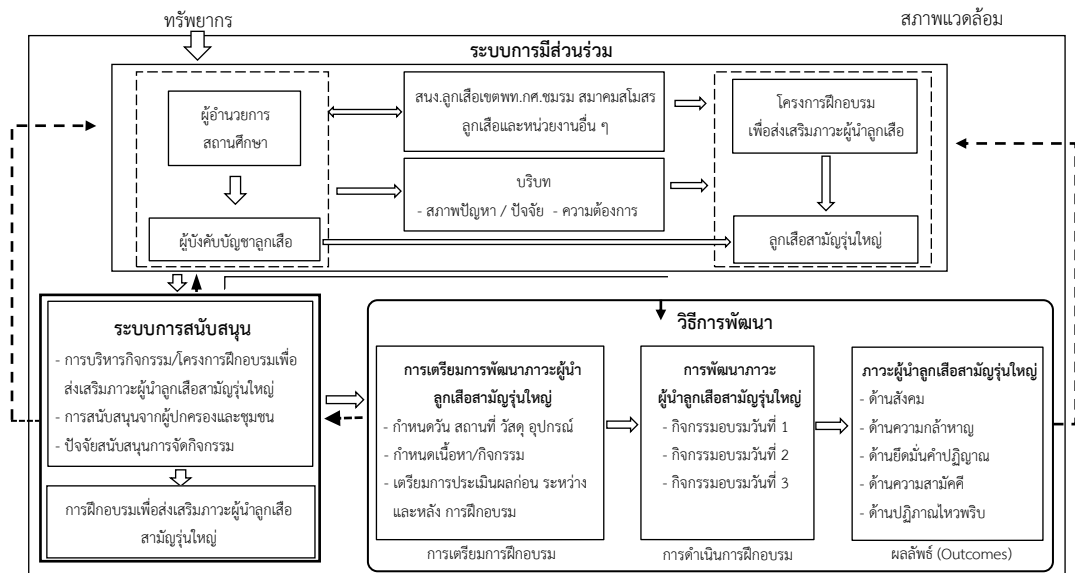 ทรัพยากร
สภาพแวดล้อม
ระบบการมีส่วนร่วม
ผู้อำนวยการ
สถานศึกษา
สนง.ลูกเสือเขตพท.กศ.ชมรม สมาคมสโมสร
ลูกเสือและหน่วยงานอื่น ๆ
โครงการฝึกอบรม
เพื่อส่งเสริมภาวะผู้นำลูกเสือ
บริบท
- สภาพปัญหา / ปัจจัย - ความต้องการ
ผู้บังคับบัญชาลูกเสือ
ลูกเสือสามัญรุ่นใหญ่
ระบบการสนับสนุน
- การบริหารกิจกรรม/โครงการฝึกอบรมเพื่อ
ส่งเสริมภาวะผู้นำลูกเสือสามัญรุ่นใหญ่
- การสนับสนุนจากผู้ปกครองและชุมชน
- ปัจจัยสนับสนุนการจัดกิจกรรม
การฝึกอบรมเพื่อส่งเสริมภาวะผู้นำลูกเสือ
สามัญรุ่นใหญ่
วิธีการพัฒนา
การเตรียมการพัฒนาภาวะผู้นำ
ลูกเสือสามัญรุ่นใหญ่
- กำหนดวัน สถานที่ วัสดุ อุปกรณ์
- กำหนดเนื้อหา/กิจกรรม
- เตรียมการประเมินผลก่อน ระหว่าง
และหลัง การฝึกอบรม
การเตรียมการฝึกอบรม
การพัฒนาภาวะ
ผู้นำลูกเสือสามัญรุ่นใหญ่
- กิจกรรมอบรมวันที่ 1
- กิจกรรมอบรมวันที่ 2
- กิจกรรมอบรมวันที่ 3
การดำเนินการฝึกอบรม
ภาวะผู้นำลูกเสือสามัญรุ่นใหญ่
- ด้านสังคม
- ด้านความกล้าหาญ
- ด้านยึดมั่นคำปฏิญาณ
- ด้านความสามัคคี
- ด้านปฏิภาณไหวพริบ
ผลลัพธ์ (Outcomes)